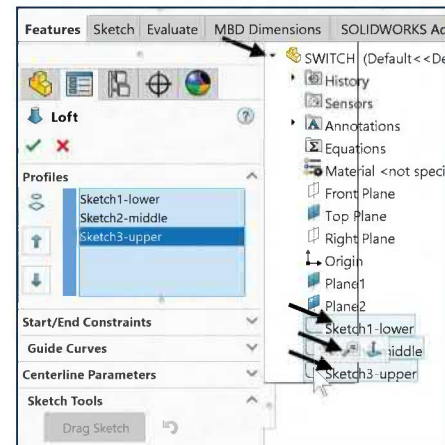 Features Sketch Evaluate MBD Dimensions SOLIDWORKS Ad
SWITCH (Default<<De
History
Sensors
Annotations
Equations
Material <not speci
Front Plane
Top Plane
Right Plane
Origin
Plane1
Plane2
Sketch1-lower
iddle
Sketch3-upper
Loft
Profiles
Sketch1-lower
Sketch2-middle
Sketch3-upper
Start/End Constraints
Guide Curves
Centerline Parameters
Sketch Tools
Drag Sketch